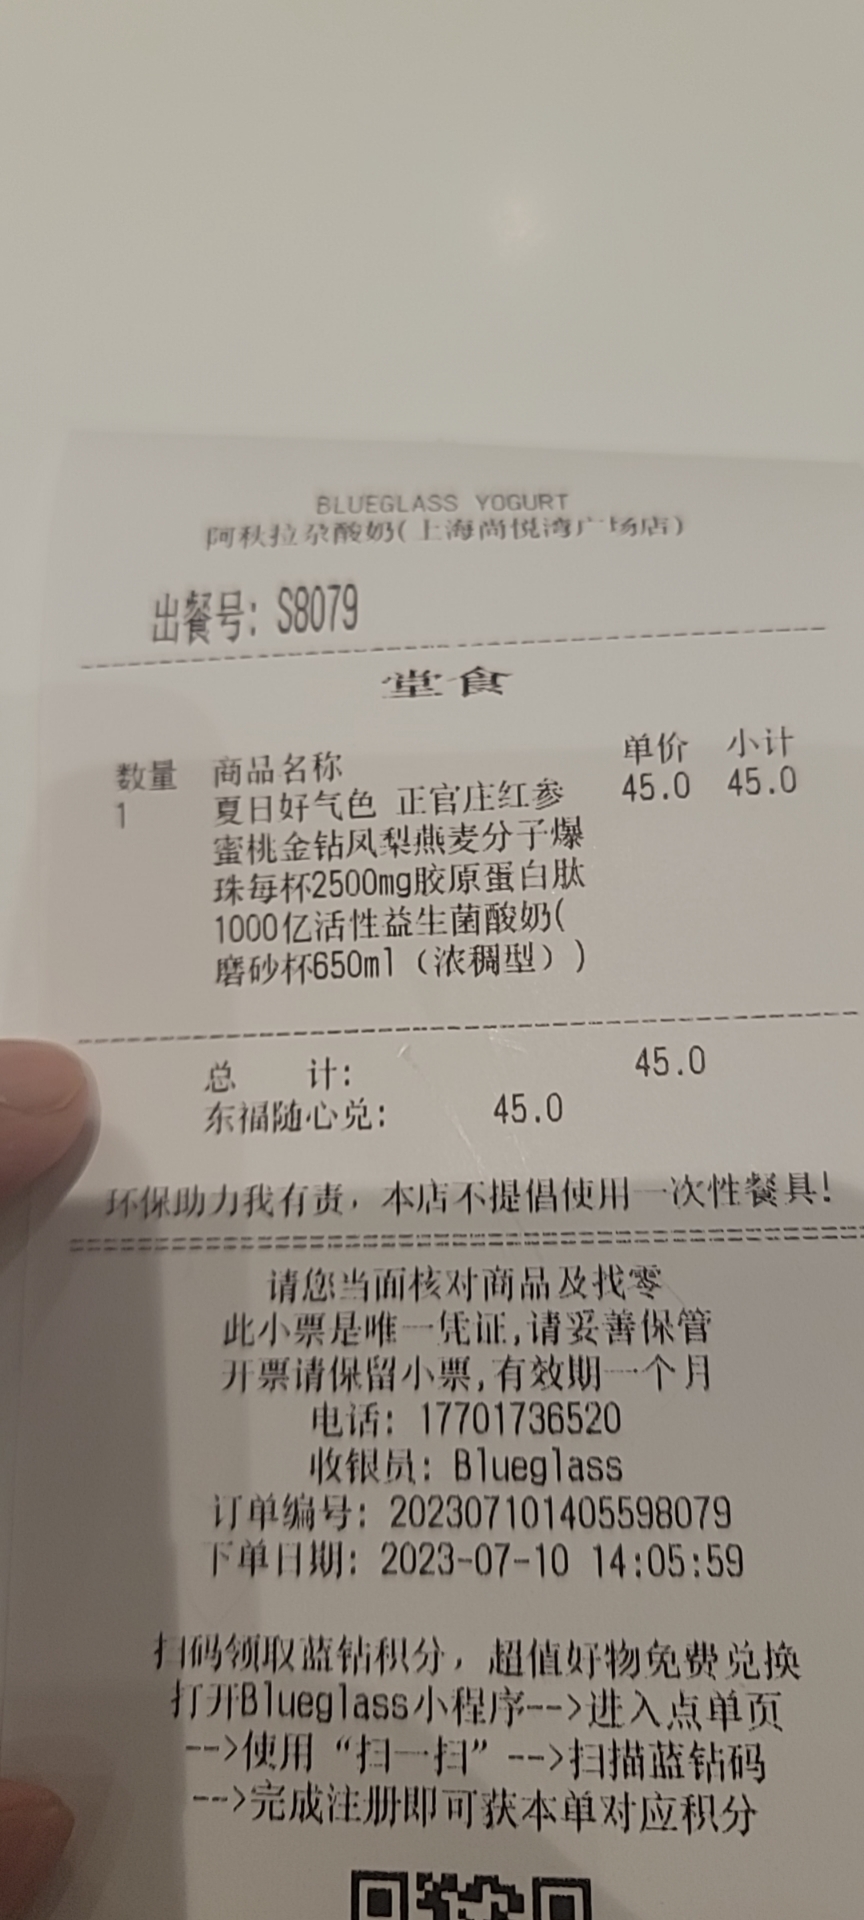 BLUEGLASS YOGURT
阿秋拉尕酸奶(上海尚悦湾广场店)
出餐号: S8079
堂食
数量 商品名称 单价 小计
1 夏日好气色 正官庄红参 45.0 45.0
蜜桃金钻凤梨燕麦分子爆
珠每杯2500mg胶原蛋白肽
1000亿活性益生菌酸奶(
磨砂杯650ml（浓稠型）)
总 计: 45.0
东福随心兑: 45.0
环保助力我有责，本店不提倡使用一次性餐具!
请您当面核对商品及找零
此小票是唯一凭证,请妥善保管
开票请保留小票,有效期一个月
电话: 17701736520
收银员: Blueglass
订单编号: 202307101405598079
下单日期: 2023-07-10 14:05:59
扫码领取蓝钻积分，超值好物免费兑换
打开Blueglass小程序-->进入点单页
-->使用“扫一扫”-->扫描蓝钻码
-->完成注册即可获本单对应积分